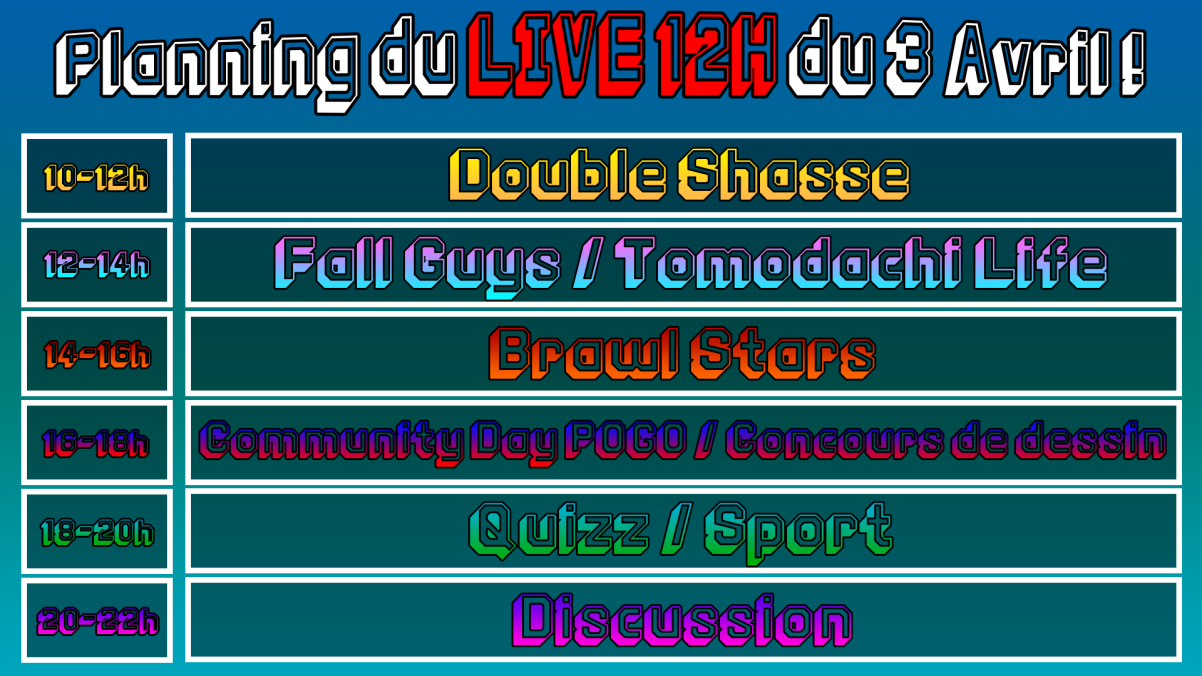 Planning du LIVE 12H du 3 Avril !
10-12h Double Shasse
12-14h Fall Guys / Tomodachi Life
14-16h Brawl Stars
16-18h Community Day POGO / Concours de dessin
18-20h Quizz / Sport
20-22h Discussion